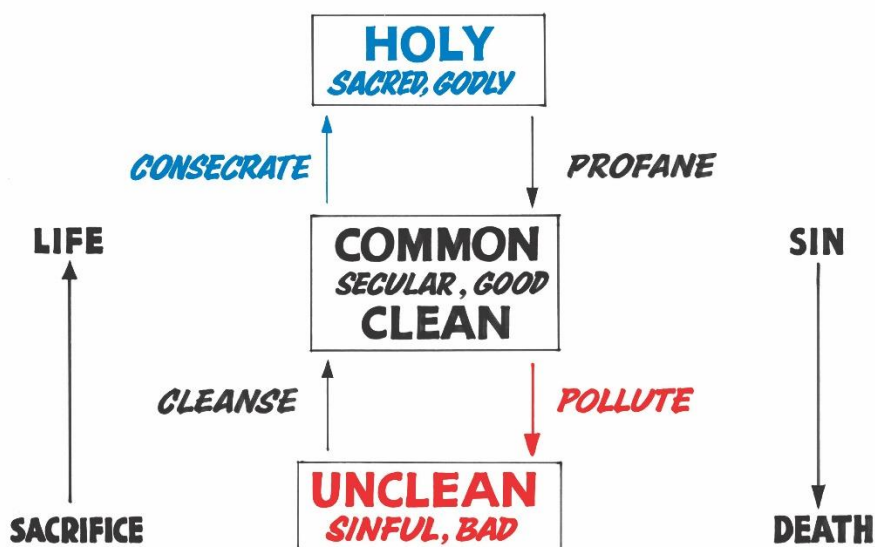 HOLY
SACRED, GODLY
CONSECRATE
PROFANE
LIFE
COMMON
SECULAR, GOOD
CLEAN
SIN
CLEANSE
POLLUTE
SACRIFICE
UNCLEAN
SINFUL, BAD
DEATH